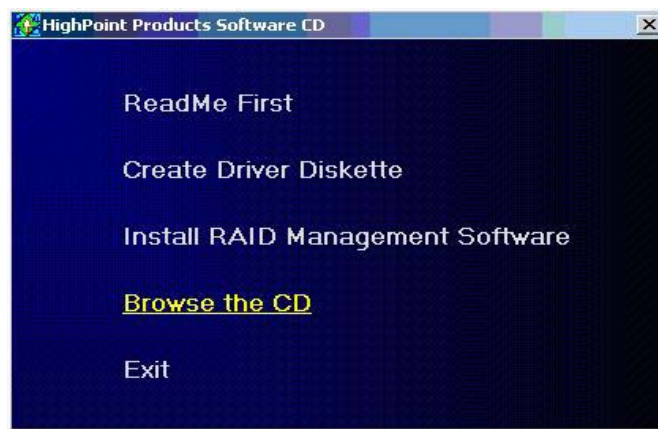 HighPoint Products Software CD
ReadMe First
Create Driver Diskette
Install RAID Management Software
Browse the CD
Exit